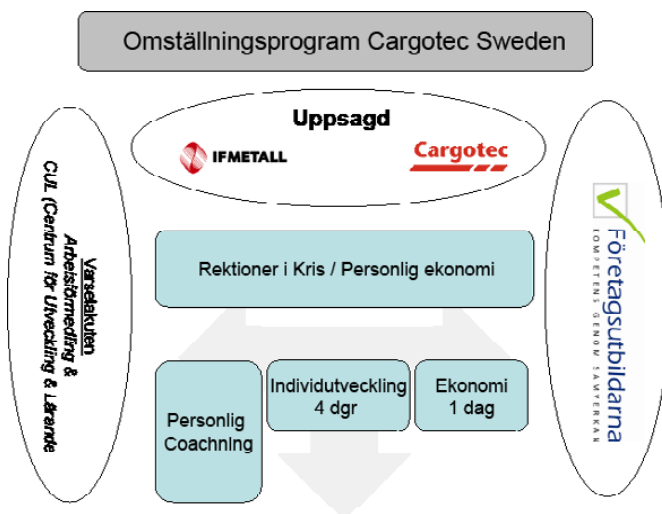 Omställningsprogram Cargotec Sweden
Uppsagd
IFMETALL
Cargotec
Varselakuten
Arbetsförmedling &
CUL (Centrum för Utveckling & Lärande
Rektioner i Kris / Personlig ekonomi
Personlig
Coachning
Individutveckling
4 dgr
Ekonomi
1 dag
Företagsutbildarna
KOMPETENS GENOM SAMVERKAN